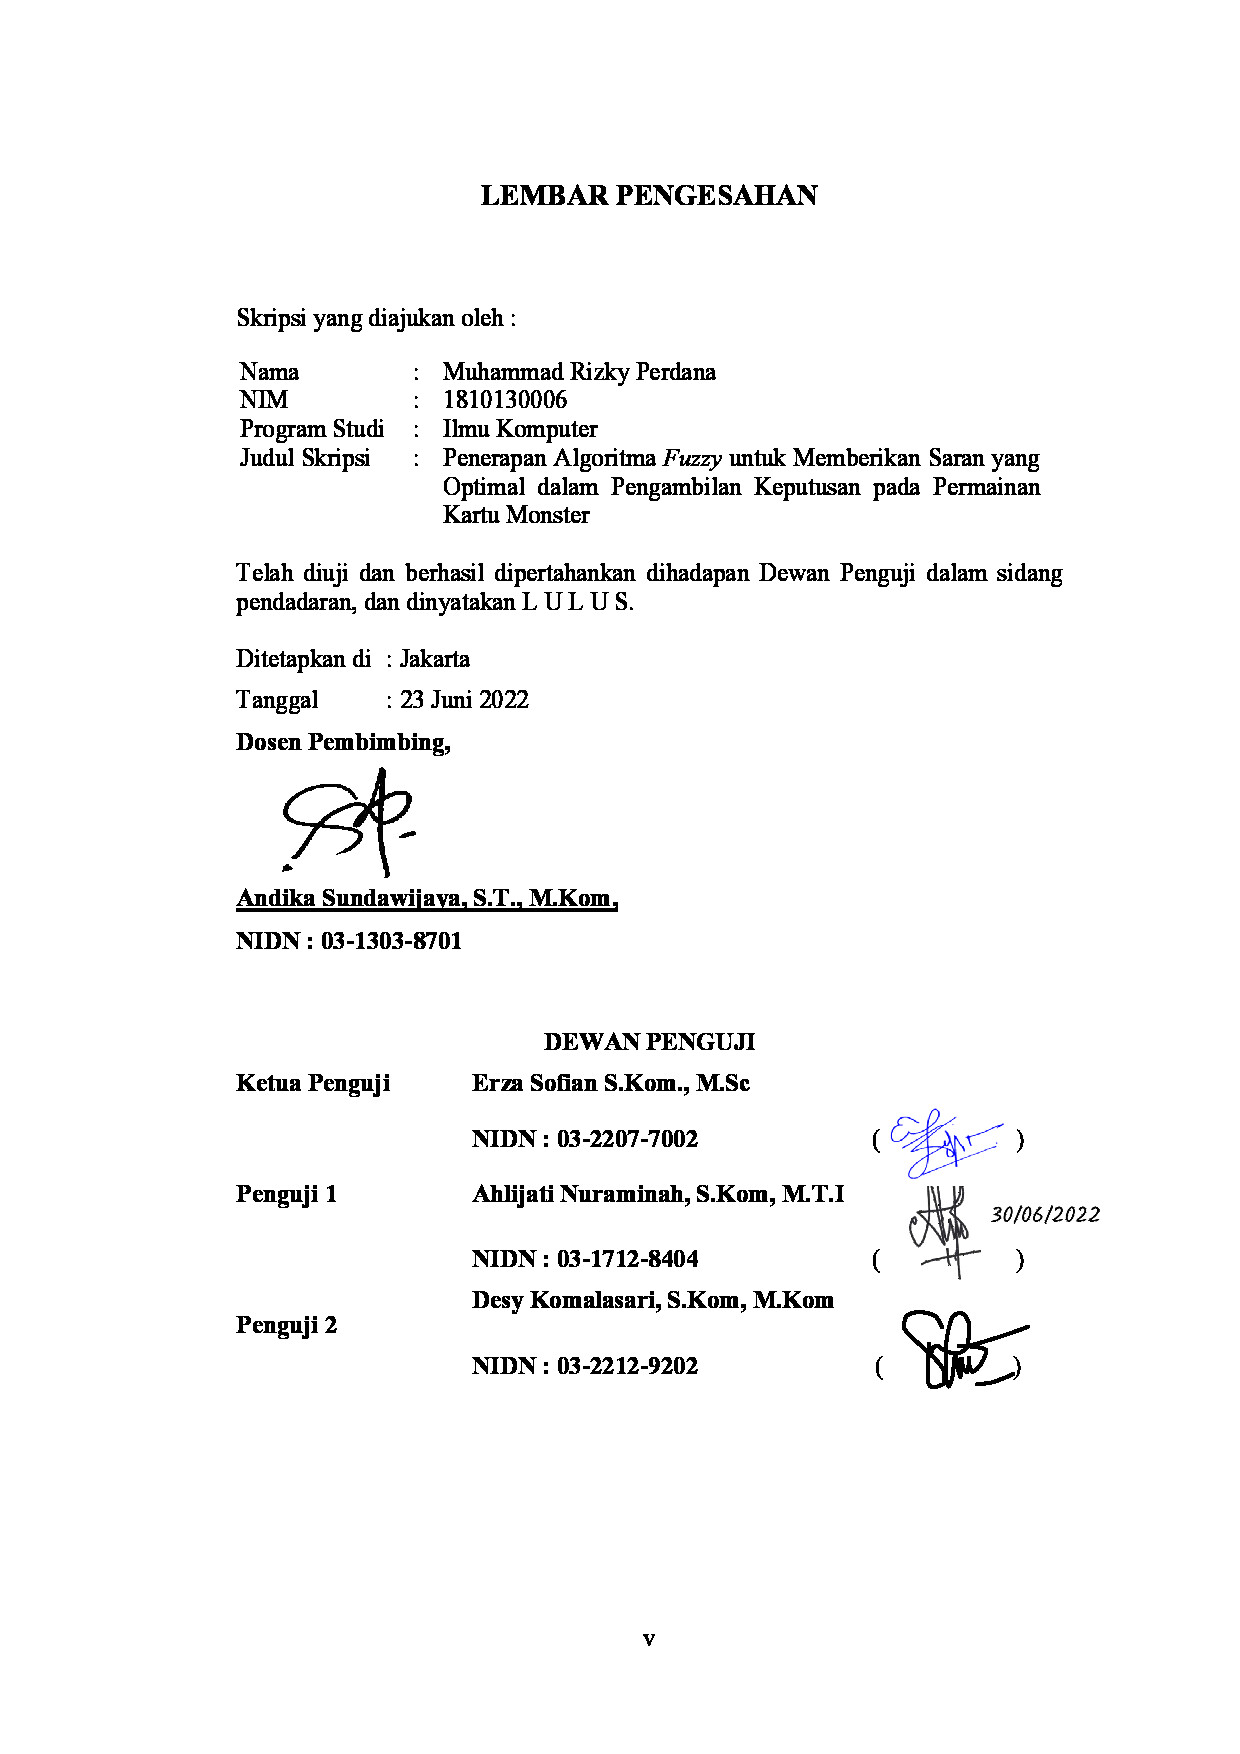 LEMBAR PENGESAHAN
Skripsi yang diajukan oleh :
Nama : Muhammad Rizky Perdana
NIM : 1810130006
Program Studi : Ilmu Komputer
Judul Skripsi : Penerapan Algoritma Fuzzy untuk Memberikan Saran yang
Optimal dalam Pengambilan Keputusan pada Permainan
Kartu Monster
Telah diuji dan berhasil dipertahankan dihadapan Dewan Penguji dalam sidang
pendadaran, dan dinyatakan L U L U S.
Ditetapkan di : Jakarta
Tanggal : 23 Juni 2022
Dosen Pembimbing,
Andika Sundawijaya, S.T., M.Kom,
NIDN : 03-1303-8701
DEWAN PENGUJI
Ketua Penguji Erza Sofian S.Kom., M.Sc
NIDN : 03-2207-7002 ( )
Penguji 1 Ahlijati Nuraminah, S.Kom, M.T.I
30/06/2022
NIDN : 03-1712-8404 ( )
Desy Komalasari, S.Kom, M.Kom
Penguji 2
NIDN : 03-2212-9202 ( )
v